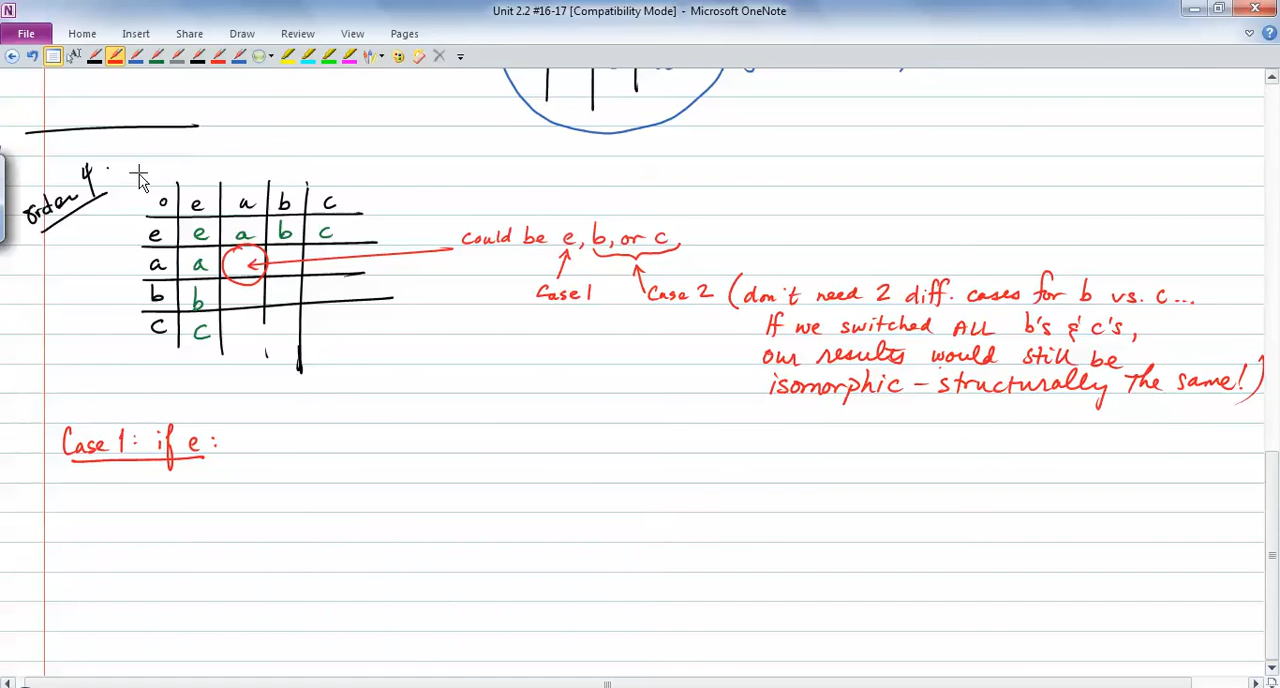 Unit 2.2 #16-17 [Compatibility Mode] - Microsoft OneNote
File Home Insert Share Draw Review View Pages
order 4.
o e a b c
e e a b c
a a
b b
c c
could be e, b, or c,
Case 1
Case 2 (don't need 2 diff. cases for b vs. c...
If we switched ALL b's & c's,
our results would still be
isomorphic - structurally the same!)
Case 1: if e: